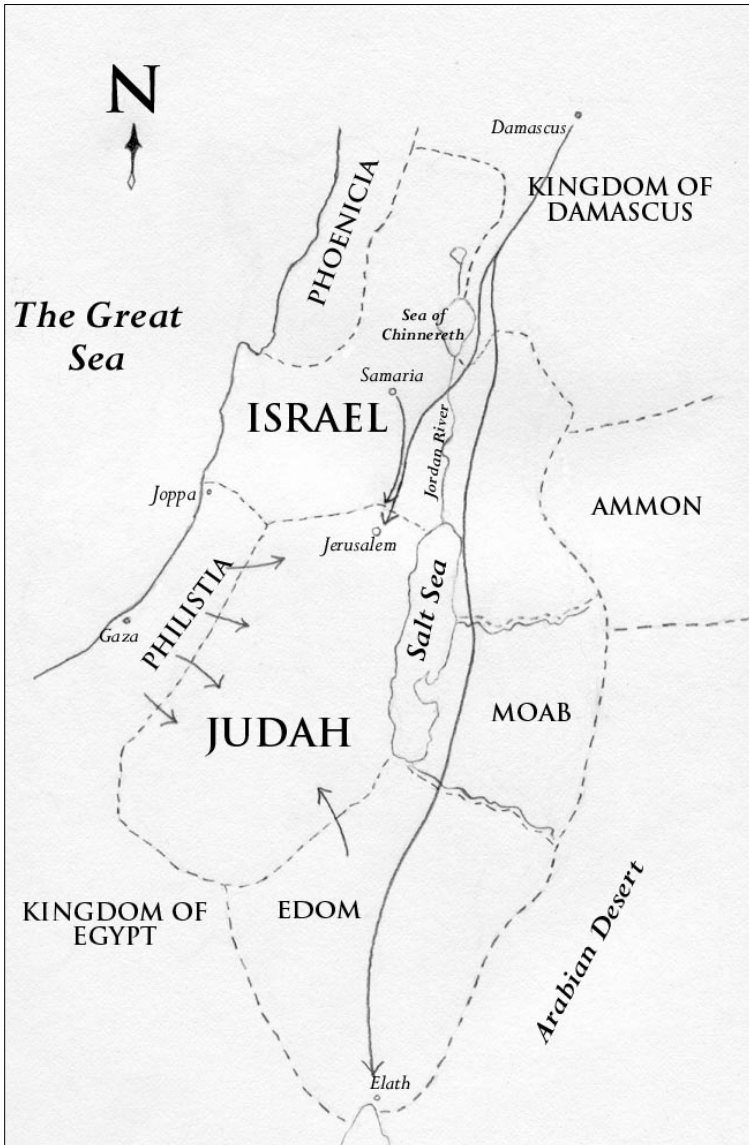 N
Damascus
KINGDOM OF
DAMASCUS
PHOENICIA
The Great
Sea
Sea of
Chinnereth
Samaria
ISRAEL
Jordan River
Joppa
AMMON
Jerusalem
PHILISTIA
Salt Sea
Gaza
MOAB
JUDAH
KINGDOM OF
EGYPT
EDOM
Arabian Desert
Elath